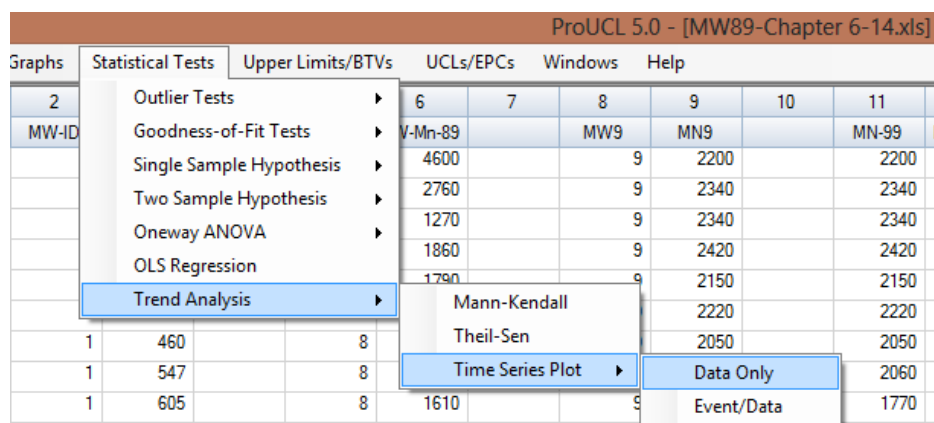 ProUCL 5.0 - [MW89-Chapter 6-14.xls]
Graphs Statistical Tests Upper Limits/BTVs UCLs/EPCs Windows Help
2 6 7 8 9 10 11
MW-ID V-Mn-89 MW9 MN9 MN-99
Outlier Tests
Goodness-of-Fit Tests
Single Sample Hypothesis
Two Sample Hypothesis
Oneway ANOVA
OLS Regression
Trend Analysis
Mann-Kendall
Theil-Sen
Time Series Plot
Data Only
Event/Data
4600 9 2200 2200
2760 9 2340 2340
1270 9 2340 2340
1860 9 2420 2420
1790 9 2150 2150
2220 2220
1 460 8 2050 2050
1 547 8 2060
1 605 8 1610 9 1770